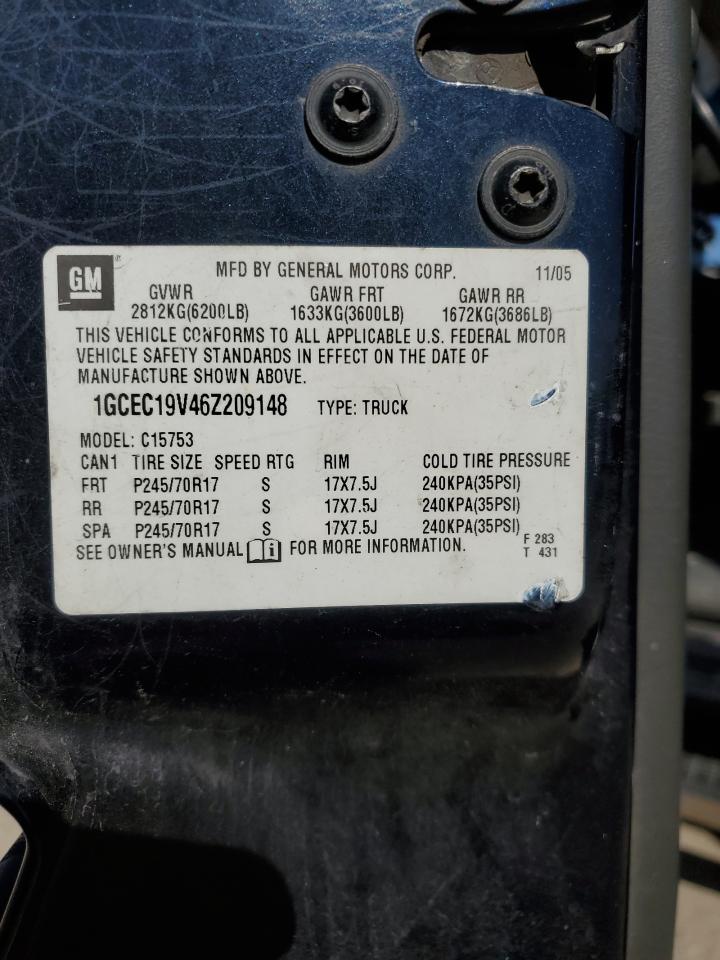 GM
MFD BY GENERAL MOTORS CORP. 11/05
GVWR GAWR FRT GAWR RR
2812KG(6200LB) 1633KG(3600LB) 1672KG(3686LB)
THIS VEHICLE CONFORMS TO ALL APPLICABLE U.S. FEDERAL MOTOR
VEHICLE SAFETY STANDARDS IN EFFECT ON THE DATE OF
MANUFACTURE SHOWN ABOVE.
1GCEC19V46Z209148 TYPE: TRUCK
MODEL: C15753
CAN1 TIRE SIZE SPEED RTG RIM COLD TIRE PRESSURE
FRT P245/70R17 S 17X7.5J 240KPA(35PSI)
RR P245/70R17 S 17X7.5J 240KPA(35PSI)
SPA P245/70R17 S 17X7.5J 240KPA(35PSI)
SEE OWNER'S MANUAL i FOR MORE INFORMATION.
F 283
T 431